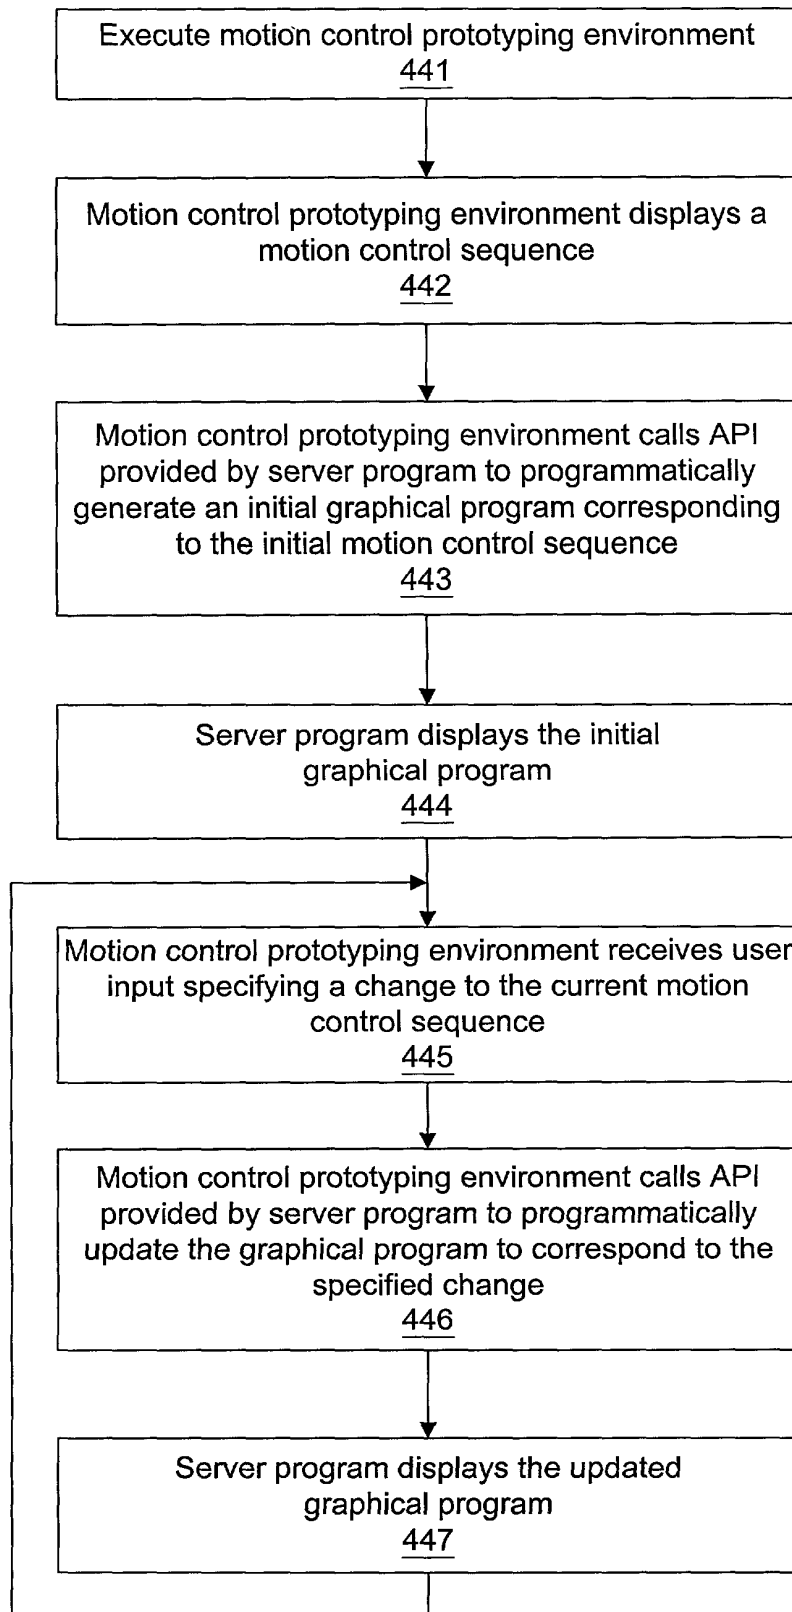 Execute motion control prototyping environment
441
Motion control prototyping environment displays a
motion control sequence
442
Motion control prototyping environment calls API
provided by server program to programmatically
generate an initial graphical program corresponding
to the initial motion control sequence
443
Server program displays the initial
graphical program
444
Motion control prototyping environment receives user
input specifying a change to the current motion
control sequence
445
Motion control prototyping environment calls API
provided by server program to programmatically
update the graphical program to correspond to the
specified change
446
Server program displays the updated
graphical program
447